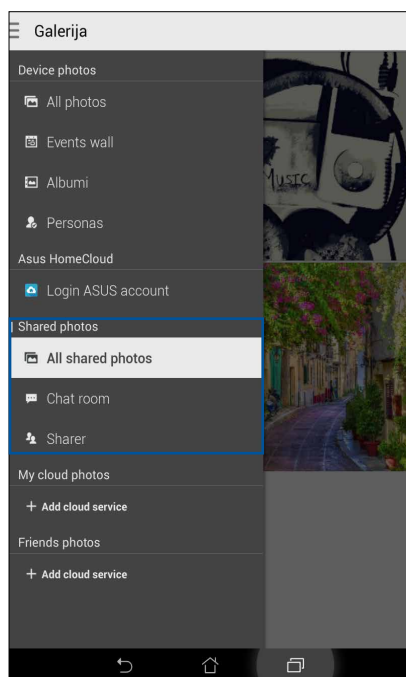 Galerija
Device photos
All photos
Events wall
Albumi
Personas
Asus HomeCloud
Login ASUS account
Shared photos
All shared photos
Chat room
Sharer
My cloud photos
+ Add cloud service
Friends photos
+ Add cloud service
MUSIC